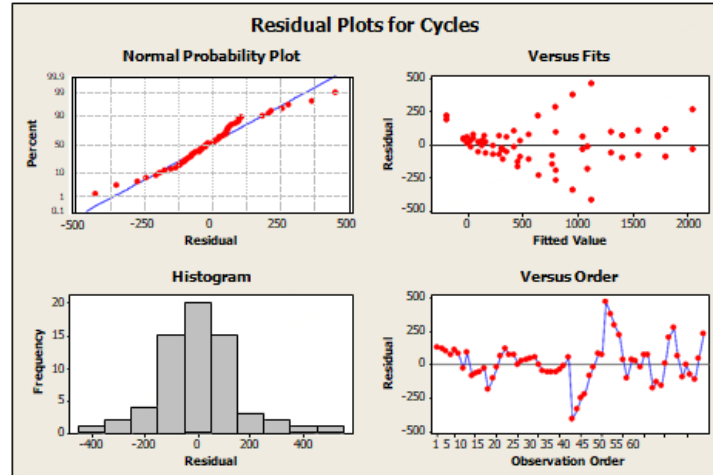 Residual Plots for Cycles
Normal Probability Plot
99.9
99
90
50
10
1
0.1
Percent
-500 -250 0 250 500
Residual
Versus Fits
500
250
0
-250
-500
Residual
0 500 1000 1500 2000
Fitted Value
Histogram
20
15
10
5
0
Frequency
-400 -200 0 200 400
Residual
Versus Order
500
250
0
-250
-500
Residual
1 5 10 15 20 25 30 35 40 45 50 55 60
Observation Order